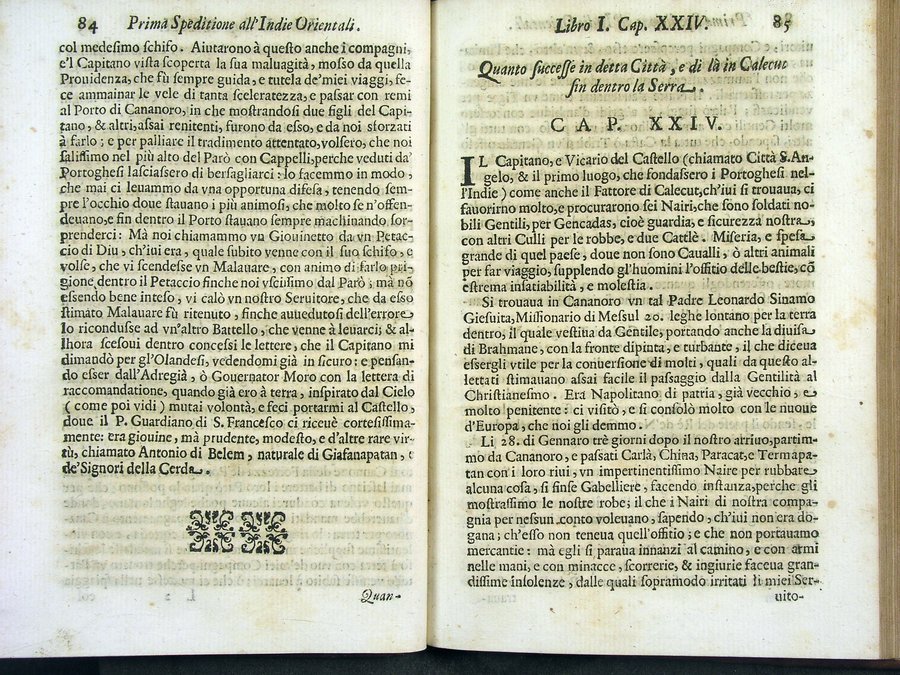 84 Prima Speditione all'Indie Orientali.
col medesimo schifo. Aiutarono à questo anche i compagni,
e'l Capitano vista scoperta la sua maluagità, mosso da quella
Prouidenza, che fù sempre guida, e tutela de'miei viaggi, fe-
ce ammainar le vele di tanta sceleratezza, e passar con remi
al Porto di Cananoro, in che mostrandosi due figli del Capi-
tano, & altri, assai renitenti, furono da esso, e da noi sforzati
à farlo; e per palliare il tradimento attentato, volsero, che noi
salissimo nel più alto del Parò con Cappelli, perche veduti da'
Portoghesi lasciassero di bersagliarci: lo facemmo in modo,
che mai ci leuammo da vna opportuna difesa, tenendo sem-
pre l'occhio doue stauano i più animosi, che molto se n'offen-
deuano, e fin dentro il Porto stauano sempre machinando sor-
prenderci: Mà noi chiamammo vn Giouinetto da vn Petac-
cio di Diu, ch'iui era, quale subito venne col il suo schifo, e
volse, che vi scendesse vn Malauare, con animo di farlo pri-
gione dentro il Petaccio finche noi vscissimo dal Parò; mà nō
essendo bene inteso, vi calò vn nostro Seruitore, che da esso
stimato Malauare fù ritenuto, finche auuedutosi dell'errore
lo ricondusse ad vn'altro Battello, che venne à leuarci; & al-
lhora scesoui dentro concessi le lettere, che il Capitano mi
dimandò per gl'Olandesi, vedendomi già in sicuro: e pensan-
do esser dall'Adregià, ò Gouernator Moro con la lettera di
raccomandatione, quando già ero à terra, inspirato dal Cielo
( come poi vidi ) mutai volontà, e feci portarmi al Castello,
doue il P. Guardiano di S. Francesco ci riceuè cortesissima-
mente: era giouine, mà prudente, modesto, e d'altre rare vir-
tù, chiamato Antonio di Belem, naturale di Giafanapatan, e
de'Signori della Cerda.
Quan-
Libro I. Cap. XXIV. 85
Quanto successe in detta Città, e di là in Calecut
fin dentro la Serra.
CAP. XXIV.
IL Capitano, e Vicario del Castello (chiamato Città S. An-
gelo, & il primo luogo, che fondassero i Portoghesi nel-
l'Indie) come anche il Fattore di Calecut, ch'iui si trouaua, ci
fauorirno molto, e procurarono sei Nairi, che sono soldati no-
bili Gentili, per Gencadas, cioè guardia, e sicurezza nostra,
con altri Culli per le robbe, e due Cattlè. Miseria, e spesa
grande di quel paese, doue non sono Caualli, ò altri animali
per far viaggio, supplendo gl'huomini l'offitio delle bestie, cō
estrema insatiabilità, e molestia.
Si trouaua in Cananoro vn tal Padre Leonardo Sinamo
Giesuita, Missionario di Messul 20. leghe lontano per la terra
dentro, il quale vestiua da Gentile, portando anche la diuisa
di Brahmane, con la fronte dipinta, e turbante, il che diceua
essergli vtile per la conuersione di molti, quali da questo al-
lettati stimauano assai facile il passaggio dalla Gentilità al
Christianesimo. Era Napolitano di patria, già vecchio, e
molto penitente: ci visitò, e si consolò molto con le nuoue
d'Europa, che noi gli demmo.
Li 28. di Gennaro trè giorni dopo il nostro arriuo, partim-
mo da Cananoro, e passati Carlà, China, Paracat, e Termapa-
tan con i loro riui, vn impertinentissimo Naire per rubbare
alcuna cosa, si finse Gabelliere, facendo instanza, perche gli
mostrassimo le nostre robe; il che i Nairi di nostra compa-
gnia per nessun conto voleuano, sapendo, ch'iui non era do-
gana; ch'esso non teneua quell'offitio; e che non portauamo
mercantie: mà egli si paraua innanzi al camino, e con armi
nelle mani, e con minacce, scorrerie, & ingiurie faceua gran-
dissime insolenze, dalle quali sopramodo irritati li miei Ser-
uito-